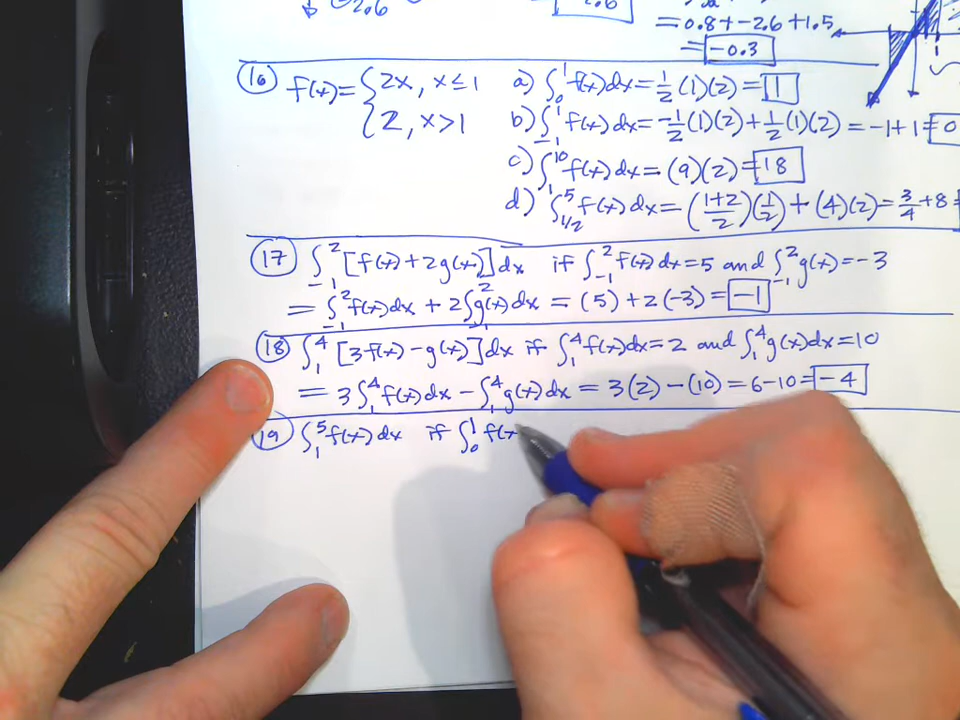 -2.6
2.6
= 0.8 + -2.6 + 1.5
= -0.3
16 f(x) = { 2x, x ≤ 1
{ 2, x > 1
a) ∫₀¹ f(x)dx = 1/2 (1)(2) = 1
b) ∫₋₁¹ f(x)dx = -1/2 (1)(2) + 1/2 (1)(2) = -1 + 1 = 0
c) ∫₁¹⁰ f(x)dx = (9)(2) = 18
d) ∫₁/₂⁵ f(x)dx = ((1+2)/2)(1/2) + (4)(2) = 3/4 + 8 =
17 ∫₋₁² [f(x) + 2g(x)]dx if ∫₋₁² f(x)dx = 5 and ∫₋₁² g(x) = -3
= ∫₋₁² f(x)dx + 2∫₋₁² g(x)dx = (5) + 2(-3) = -1
18 ∫₁⁴ [3f(x) - g(x)]dx if ∫₁⁴ f(x)dx = 2 and ∫₁⁴ g(x)dx = 10
= 3∫₁⁴ f(x)dx - ∫₁⁴ g(x)dx = 3(2) - (10) = 6 - 10 = -4
19) ∫₁⁵ f(x)dx if ∫₀¹ f(x